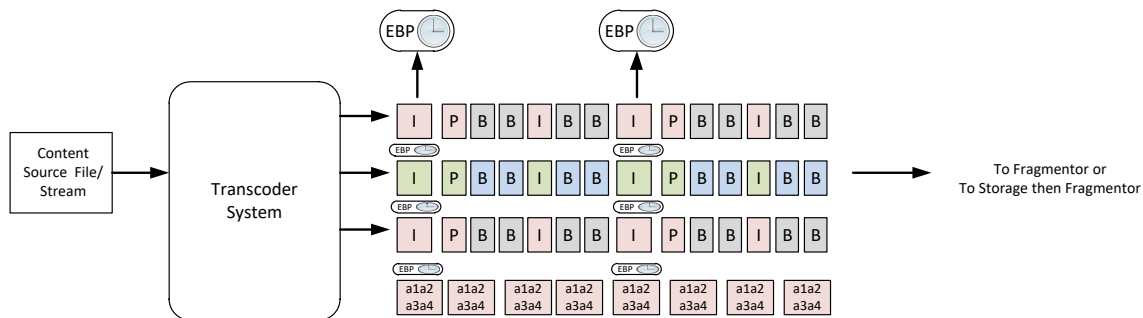 EBP EBP
I P B B I B B I P B B I B B
EBP EBP
Content
Source File/
Stream
Transcoder
System
I P B B I B B I P B B I B B
To Fragmentor or
To Storage then Fragmentor
EBP EBP
I P B B I B B I P B B I B B
EBP EBP
a1a2 a1a2 a1a2 a1a2 a1a2 a1a2 a1a2 a1a2
a3a4 a3a4 a3a4 a3a4 a3a4 a3a4 a3a4 a3a4